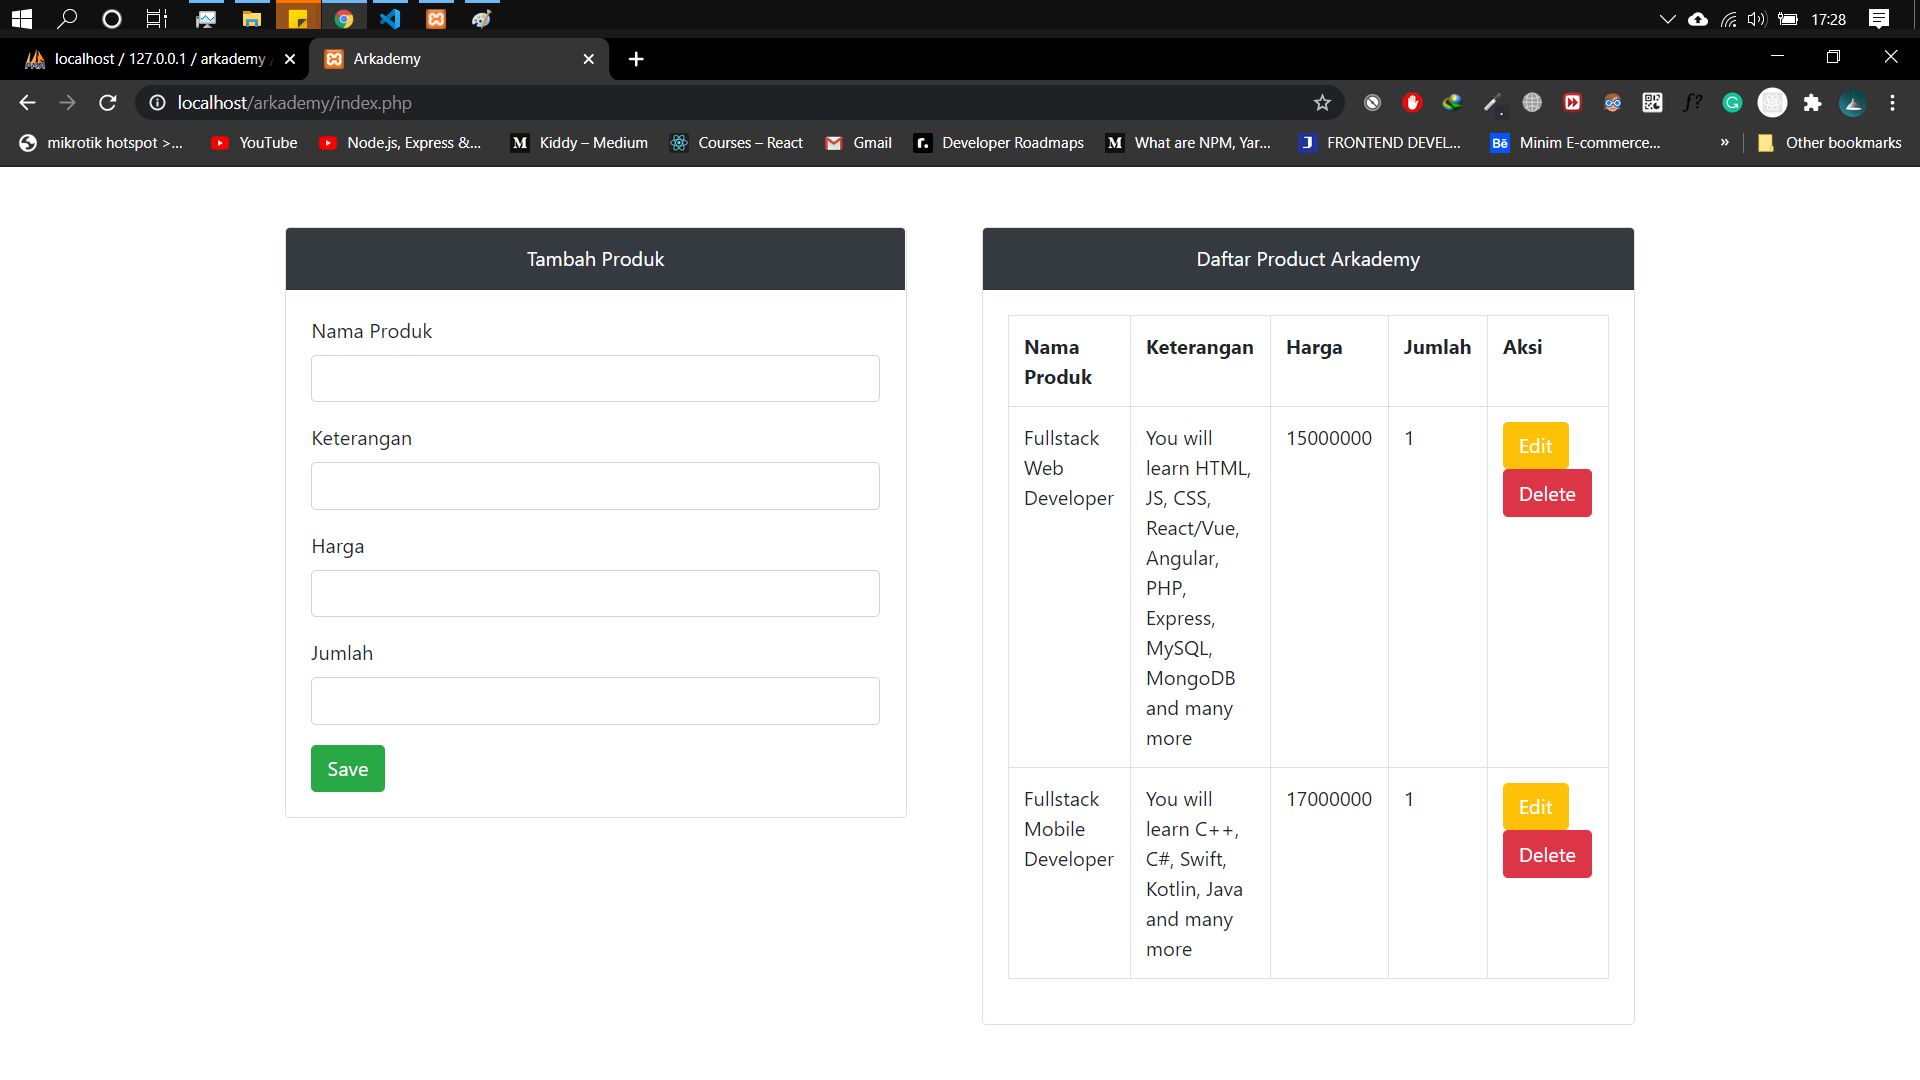 17:28
localhost / 127.0.0.1 / arkademy /
Arkademy
localhost/arkademy/index.php
mikrotik hotspot >...
YouTube
Node.js, Express &...
Kiddy – Medium
Courses – React
Gmail
Developer Roadmaps
What are NPM, Yar...
FRONTEND DEVEL...
Minim E-commerce...
»
Other bookmarks
Tambah Produk
Nama Produk
Keterangan
Harga
Jumlah
Save
Daftar Product Arkademy
Nama
Produk
Keterangan
Harga
Jumlah
Aksi
Fullstack
Web
Developer
You will
learn HTML,
JS, CSS,
React/Vue,
Angular,
PHP,
Express,
MySQL,
MongoDB
and many
more
15000000
1
Edit
Delete
Fullstack
Mobile
Developer
You will
learn C++,
C#, Swift,
Kotlin, Java
and many
more
17000000
1
Edit
Delete